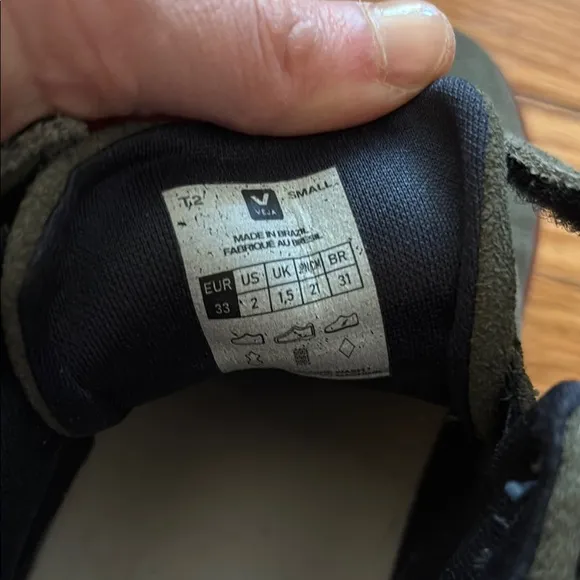 T.2 VEJA SMALL
MADE IN BRAZIL
FABRIQUÉ AU BRÉSIL
EUR US UK BR
33 2 1,5 21 31